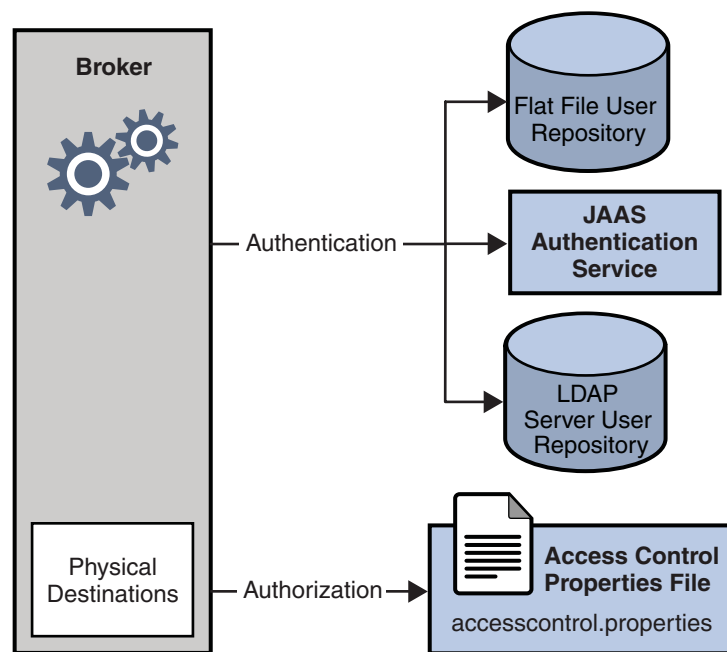 Broker
Flat File User
Repository
Authentication
JAAS
Authentication
Service
LDAP
Server User
Repository
Physical
Destinations
Authorization
Access Control
Properties File
accesscontrol.properties